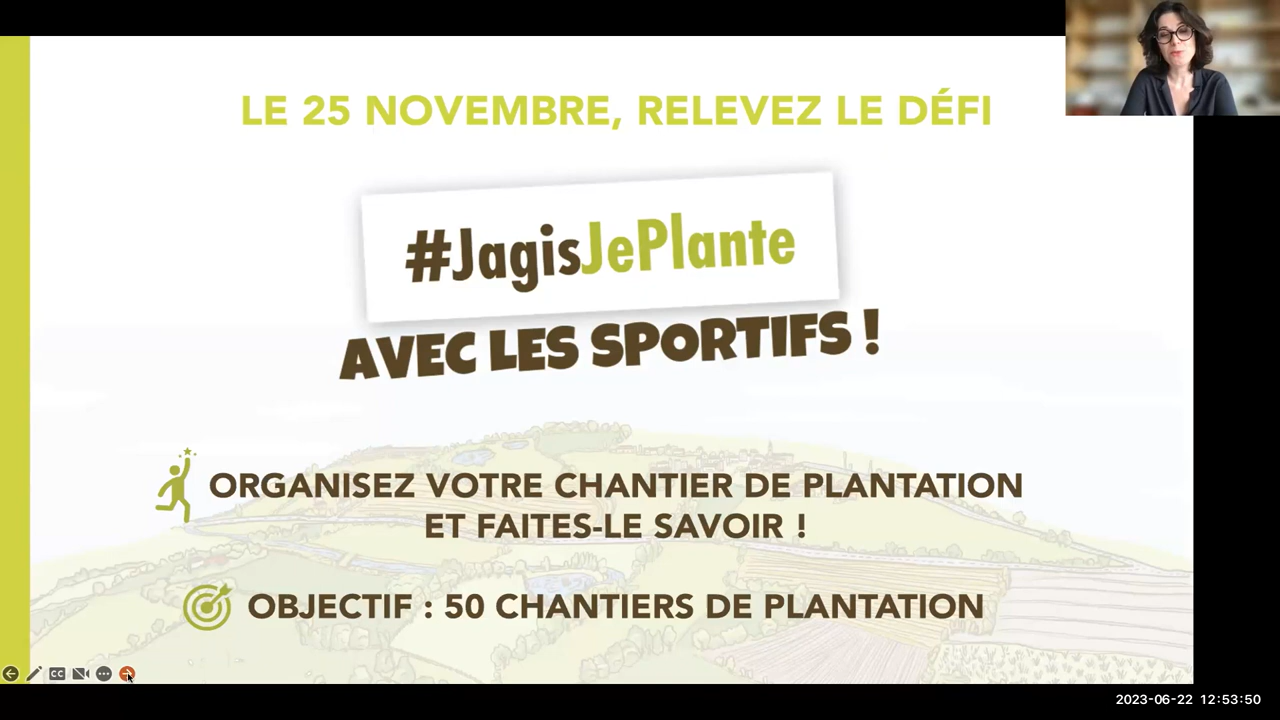 LE 25 NOVEMBRE, RELEVEZ LE DÉFI
#JagisJePlante
AVEC LES SPORTIFS !
ORGANISEZ VOTRE CHANTIER DE PLANTATION
ET FAITES-LE SAVOIR !
OBJECTIF : 50 CHANTIERS DE PLANTATION
CC
2023-06-22 12:53:50